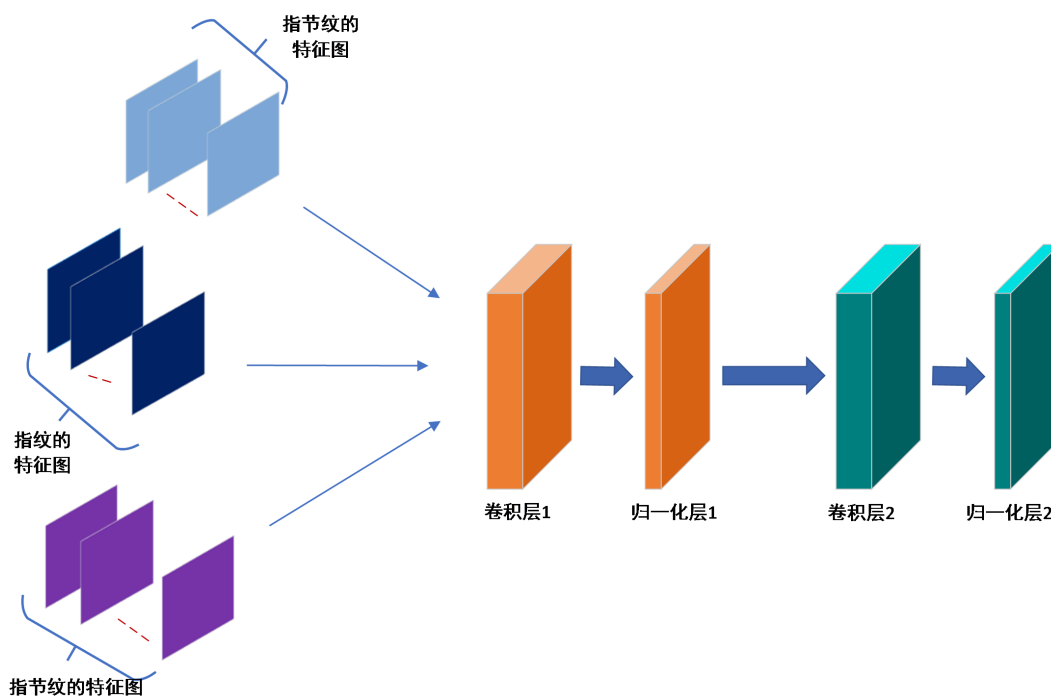 指节纹的
特征图
指纹的
特征图
指节纹的特征图
卷积层1
归一化层1
卷积层2
归一化层2